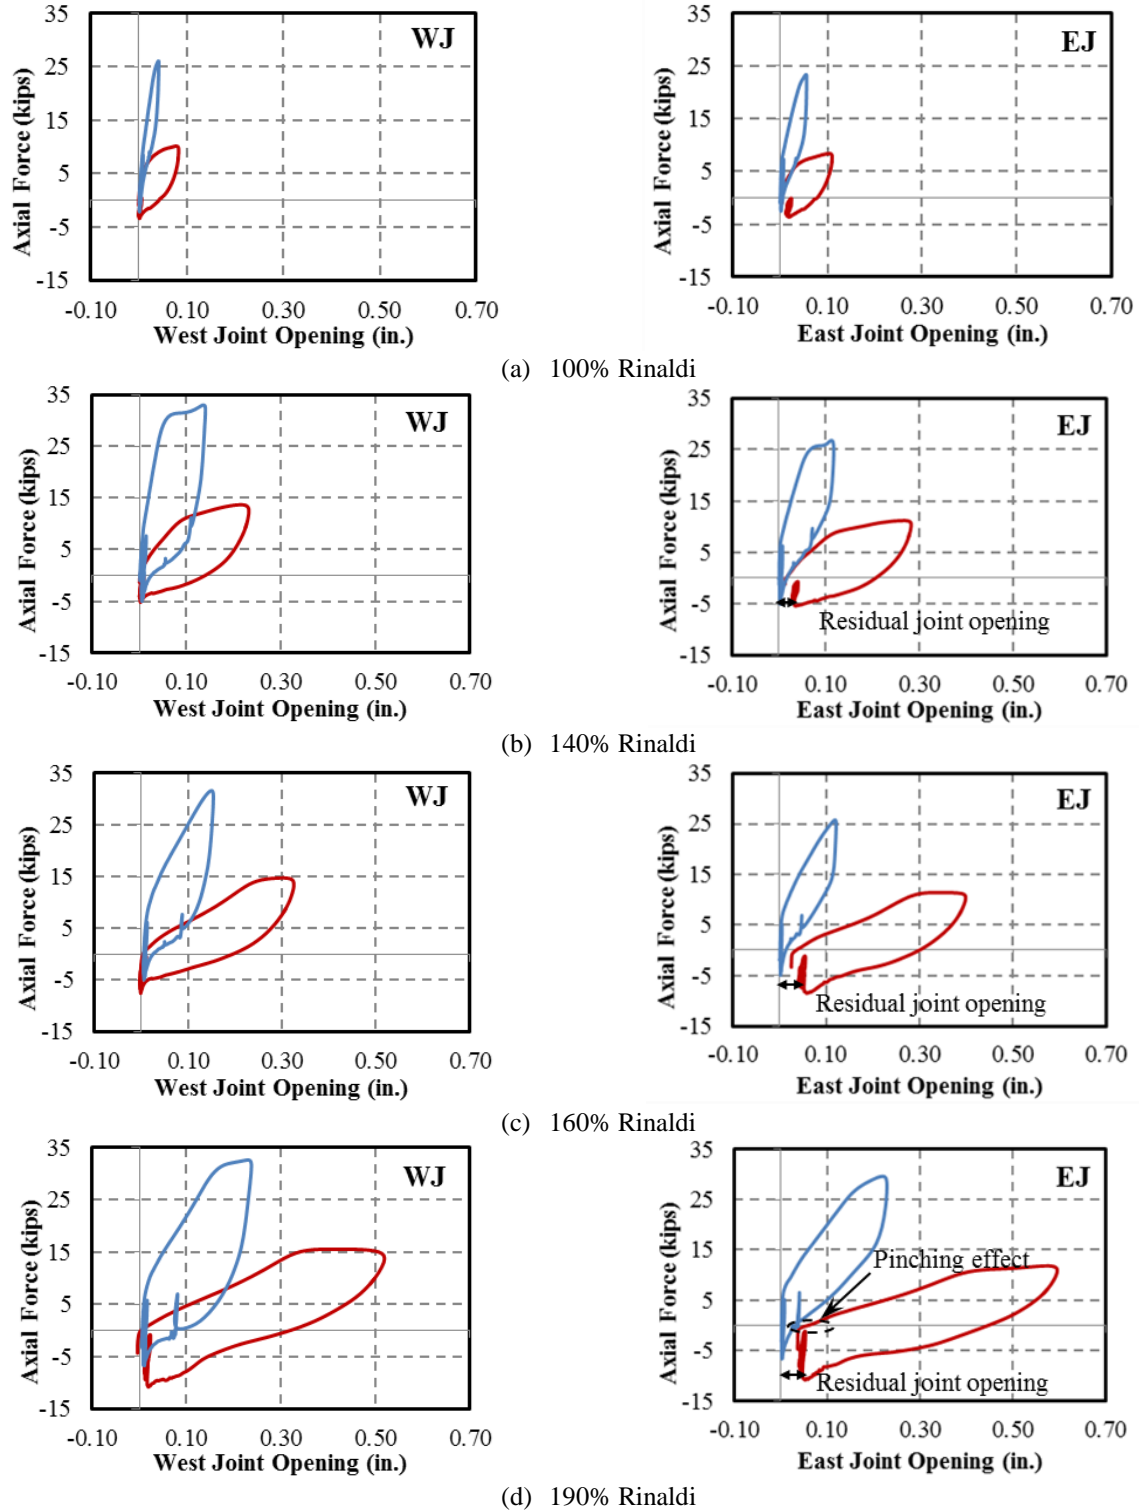 35
25
15
5
-5
-15
Axial Force (kips)
WJ
-0.10 0.10 0.30 0.50 0.70
West Joint Opening (in.)
35
25
15
5
-5
-15
Axial Force (kips)
EJ
-0.10 0.10 0.30 0.50 0.70
East Joint Opening (in.)
(a) 100% Rinaldi
35
25
15
5
-5
-15
Axial Force (kips)
WJ
-0.10 0.10 0.30 0.50 0.70
West Joint Opening (in.)
35
25
15
5
-5
-15
Axial Force (kips)
EJ
Residual joint opening
-0.10 0.10 0.30 0.50 0.70
East Joint Opening (in.)
(b) 140% Rinaldi
35
25
15
5
-5
-15
Axial Force (kips)
WJ
-0.10 0.10 0.30 0.50 0.70
West Joint Opening (in.)
35
25
15
5
-5
-15
Axial Force (kips)
EJ
Residual joint opening
-0.10 0.10 0.30 0.50 0.70
East Joint Opening (in.)
(c) 160% Rinaldi
35
25
15
5
-5
-15
Axial Force (kips)
WJ
-0.10 0.10 0.30 0.50 0.70
West Joint Opening (in.)
35
25
15
5
-5
-15
Axial Force (kips)
EJ
Pinching effect
Residual joint opening
-0.10 0.10 0.30 0.50 0.70
East Joint Opening (in.)
(d) 190% Rinaldi